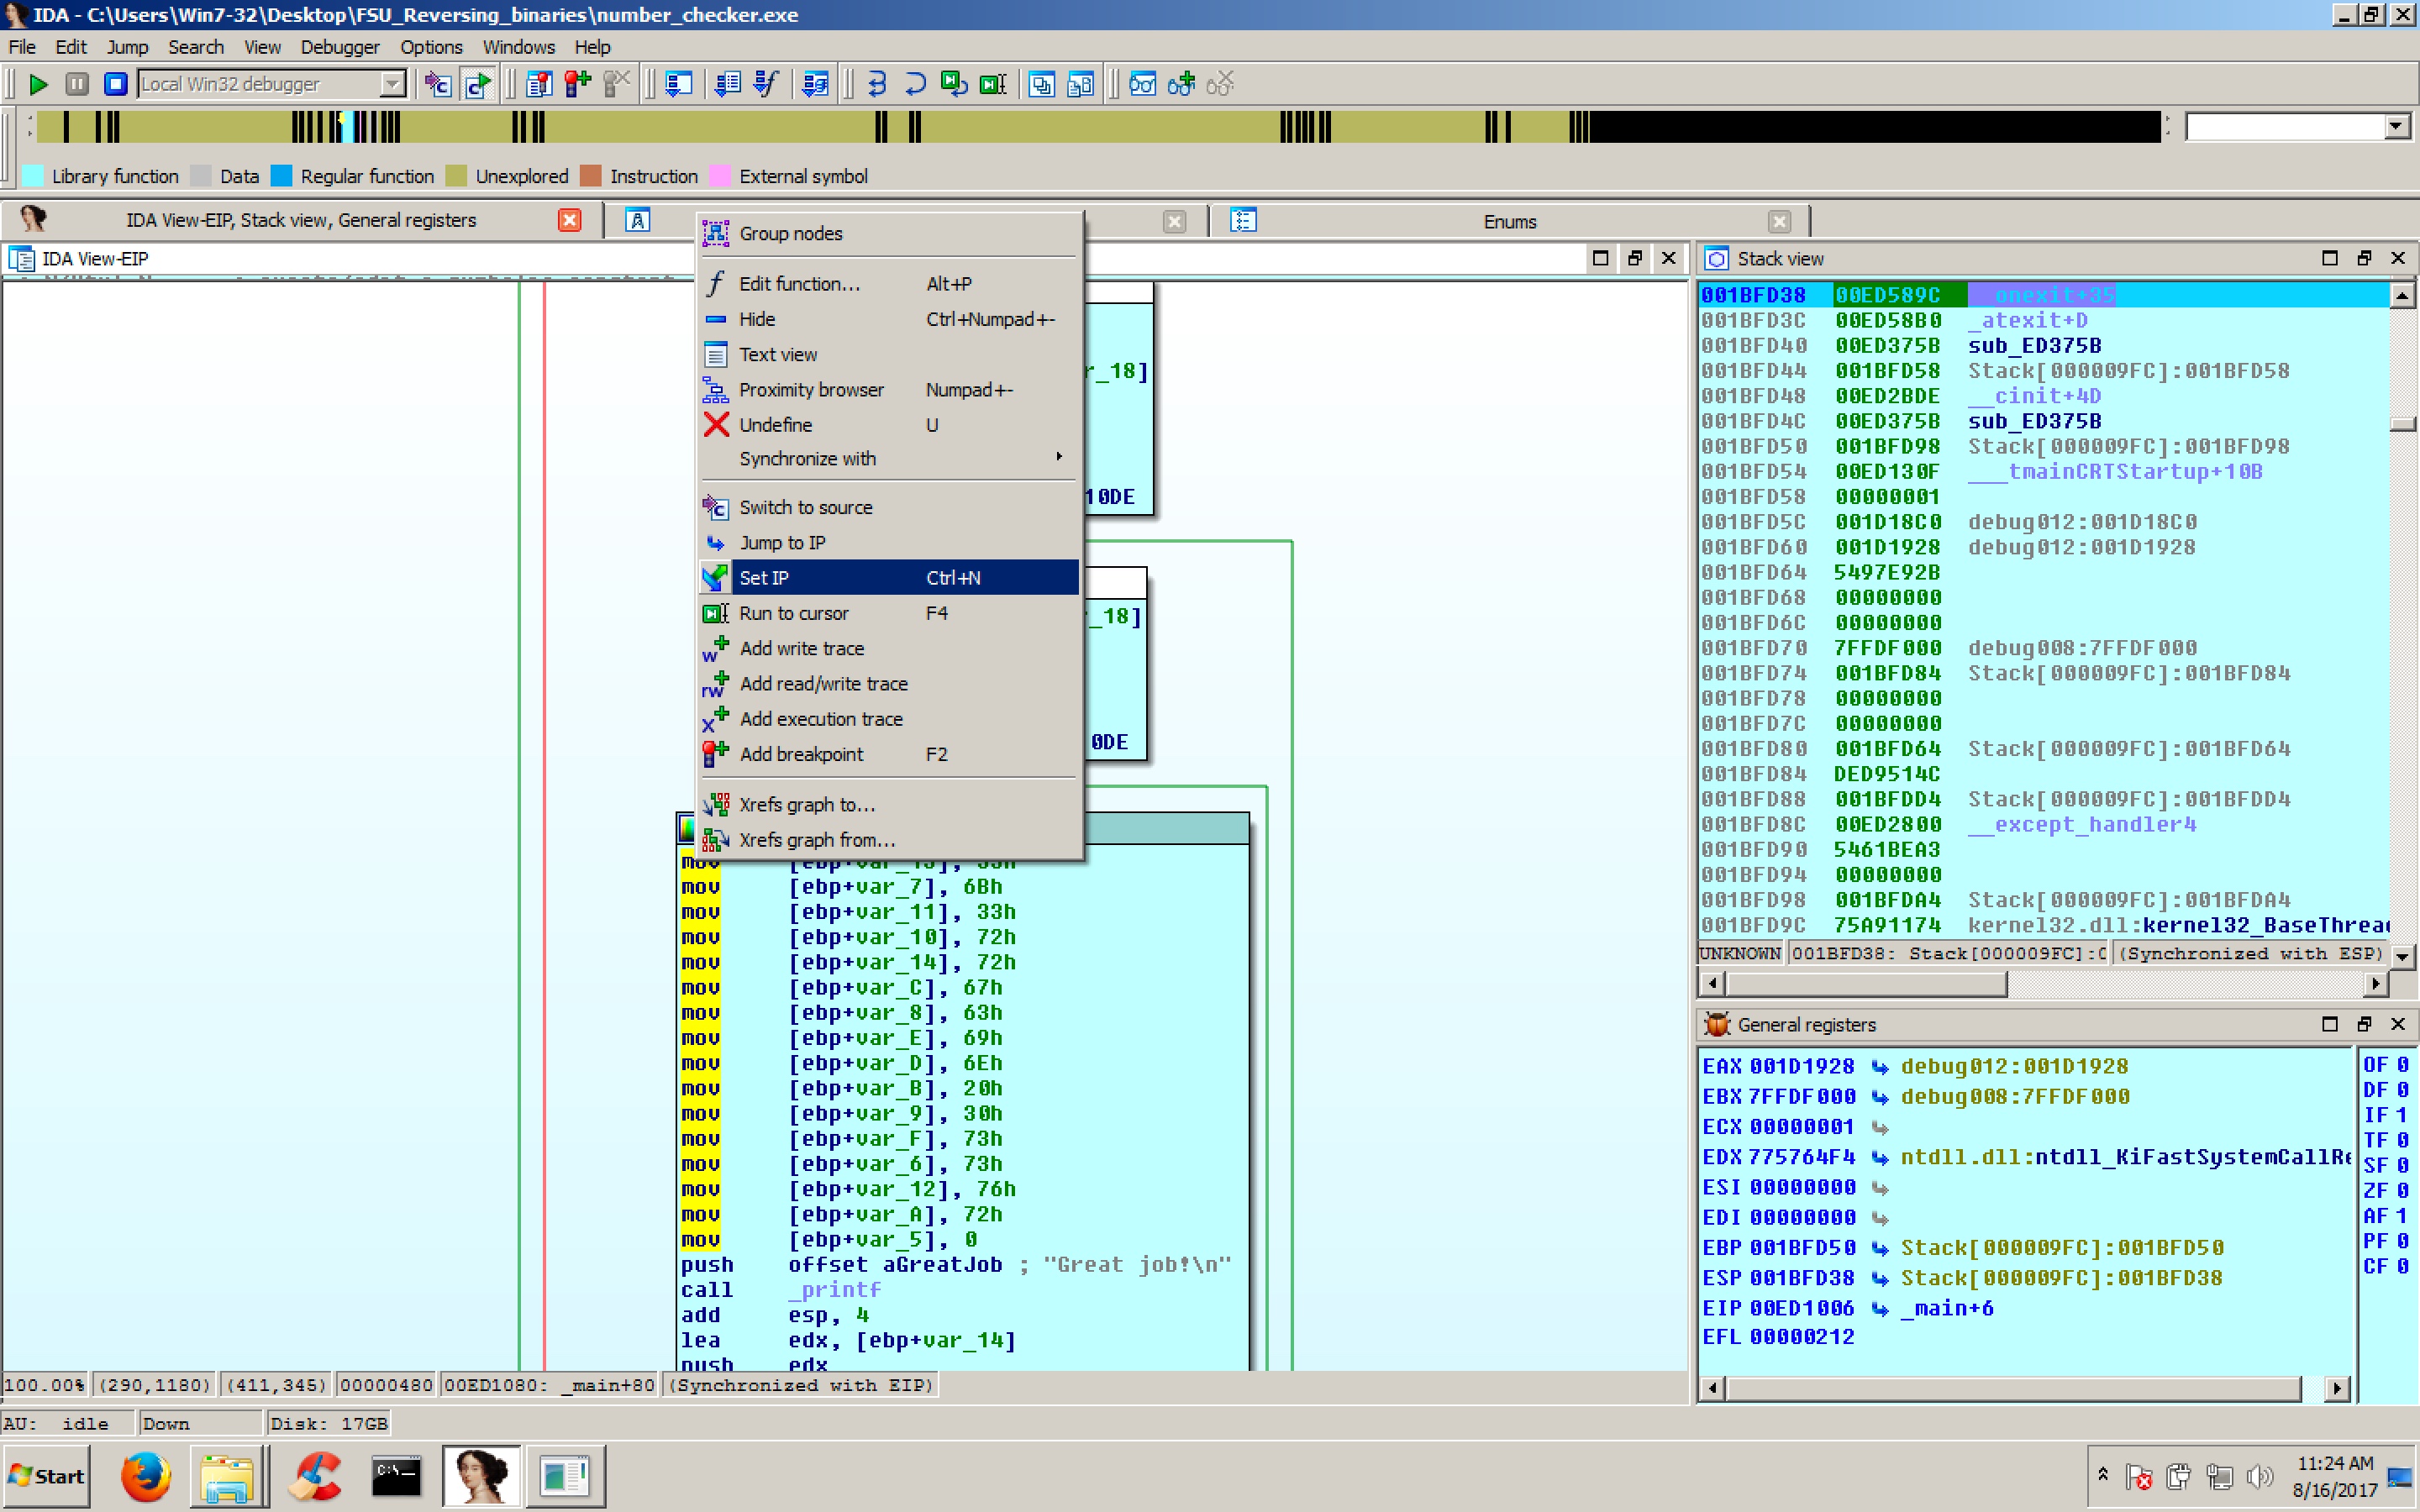 IDA - C:\Users\Win7-32\Desktop\FSU_Reversing_binaries\number_checker.exe
File Edit Jump Search View Debugger Options Windows Help
Local Win32 debugger
Library function Data Regular function Unexplored Instruction External symbol
IDA View-EIP, Stack view, General registers
Enums
IDA View-EIP
Group nodes
Edit function... Alt+P
Hide Ctrl+Numpad+-
Text view
Proximity browser Numpad+-
Undefine U
Synchronize with
Switch to source
Jump to IP
Set IP Ctrl+N
Run to cursor F4
Add write trace
Add read/write trace
Add execution trace
Add breakpoint F2
Xrefs graph to...
Xrefs graph from...
r_18]
10DE
_18]
0DE
mov [ebp+var_7], 6Bh
mov [ebp+var_11], 33h
mov [ebp+var_10], 72h
mov [ebp+var_14], 72h
mov [ebp+var_C], 67h
mov [ebp+var_8], 63h
mov [ebp+var_E], 69h
mov [ebp+var_D], 6Eh
mov [ebp+var_B], 20h
mov [ebp+var_9], 30h
mov [ebp+var_F], 73h
mov [ebp+var_6], 73h
mov [ebp+var_12], 76h
mov [ebp+var_A], 72h
mov [ebp+var_5], 0
push offset aGreatJob ; "Great job!\n"
call _printf
add esp, 4
lea edx, [ebp+var_14]
push edx
100.00% (290,1180) (411,345) 00000480 00ED1080: _main+80 (Synchronized with EIP)
Stack view
001BFD38 00ED589C __onexit+35
001BFD3C 00ED58B0 _atexit+D
001BFD40 00ED375B sub_ED375B
001BFD44 001BFD58 Stack[000009FC]:001BFD58
001BFD48 00ED2BDE __cinit+4D
001BFD4C 00ED375B sub_ED375B
001BFD50 001BFD98 Stack[000009FC]:001BFD98
001BFD54 00ED130F ___tmainCRTStartup+10B
001BFD58 00000001
001BFD5C 001D18C0 debug012:001D18C0
001BFD60 001D1928 debug012:001D1928
001BFD64 5497E92B
001BFD68 00000000
001BFD6C 00000000
001BFD70 7FFDF000 debug008:7FFDF000
001BFD74 001BFD84 Stack[000009FC]:001BFD84
001BFD78 00000000
001BFD7C 00000000
001BFD80 001BFD64 Stack[000009FC]:001BFD64
001BFD84 DED9514C
001BFD88 001BFDD4 Stack[000009FC]:001BFDD4
001BFD8C 00ED2800 __except_handler4
001BFD90 5461BEA3
001BFD94 00000000
001BFD98 001BFDA4 Stack[000009FC]:001BFDA4
001BFD9C 75A91174 kernel32.dll:kernel32_BaseThrea
UNKNOWN 001BFD38: Stack[000009FC]:0 (Synchronized with ESP)
General registers
EAX 001D1928 debug012:001D1928
EBX 7FFDF000 debug008:7FFDF000
ECX 00000001
EDX 775764F4 ntdll.dll:ntdll_KiFastSystemCallRe
ESI 00000000
EDI 00000000
EBP 001BFD50 Stack[000009FC]:001BFD50
ESP 001BFD38 Stack[000009FC]:001BFD38
EIP 00ED1006 _main+6
EFL 00000212
OF 0
DF 0
IF 1
TF 0
SF 0
ZF 0
AF 1
PF 0
CF 0
AU: idle Down Disk: 17GB
Start
11:24 AM
8/16/2017